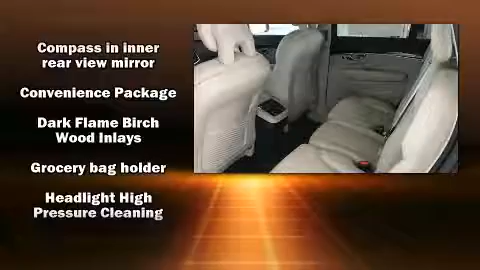 Compass in inner
rear view mirror
Convenience Package
Dark Flame Birch
Wood Inlays
Grocery bag holder
Headlight High
Pressure Cleaning